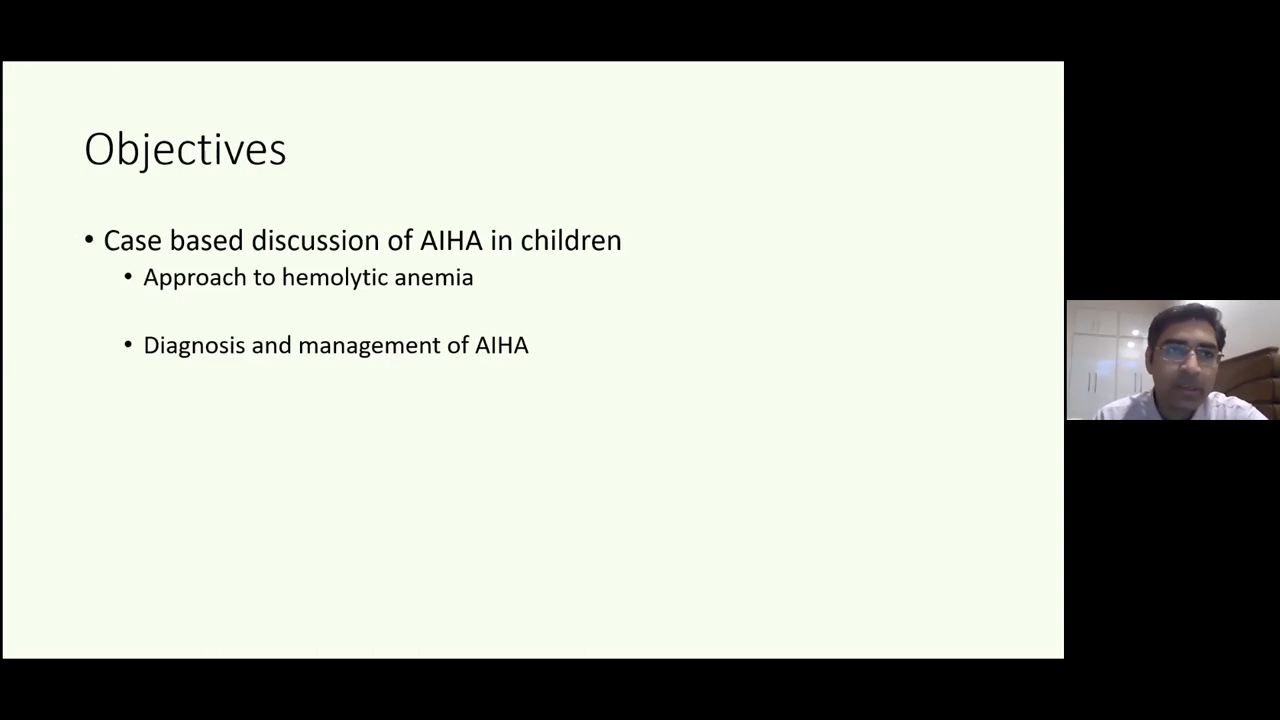 Objectives
• Case based discussion of AIHA in children
• Approach to hemolytic anemia
• Diagnosis and management of AIHA